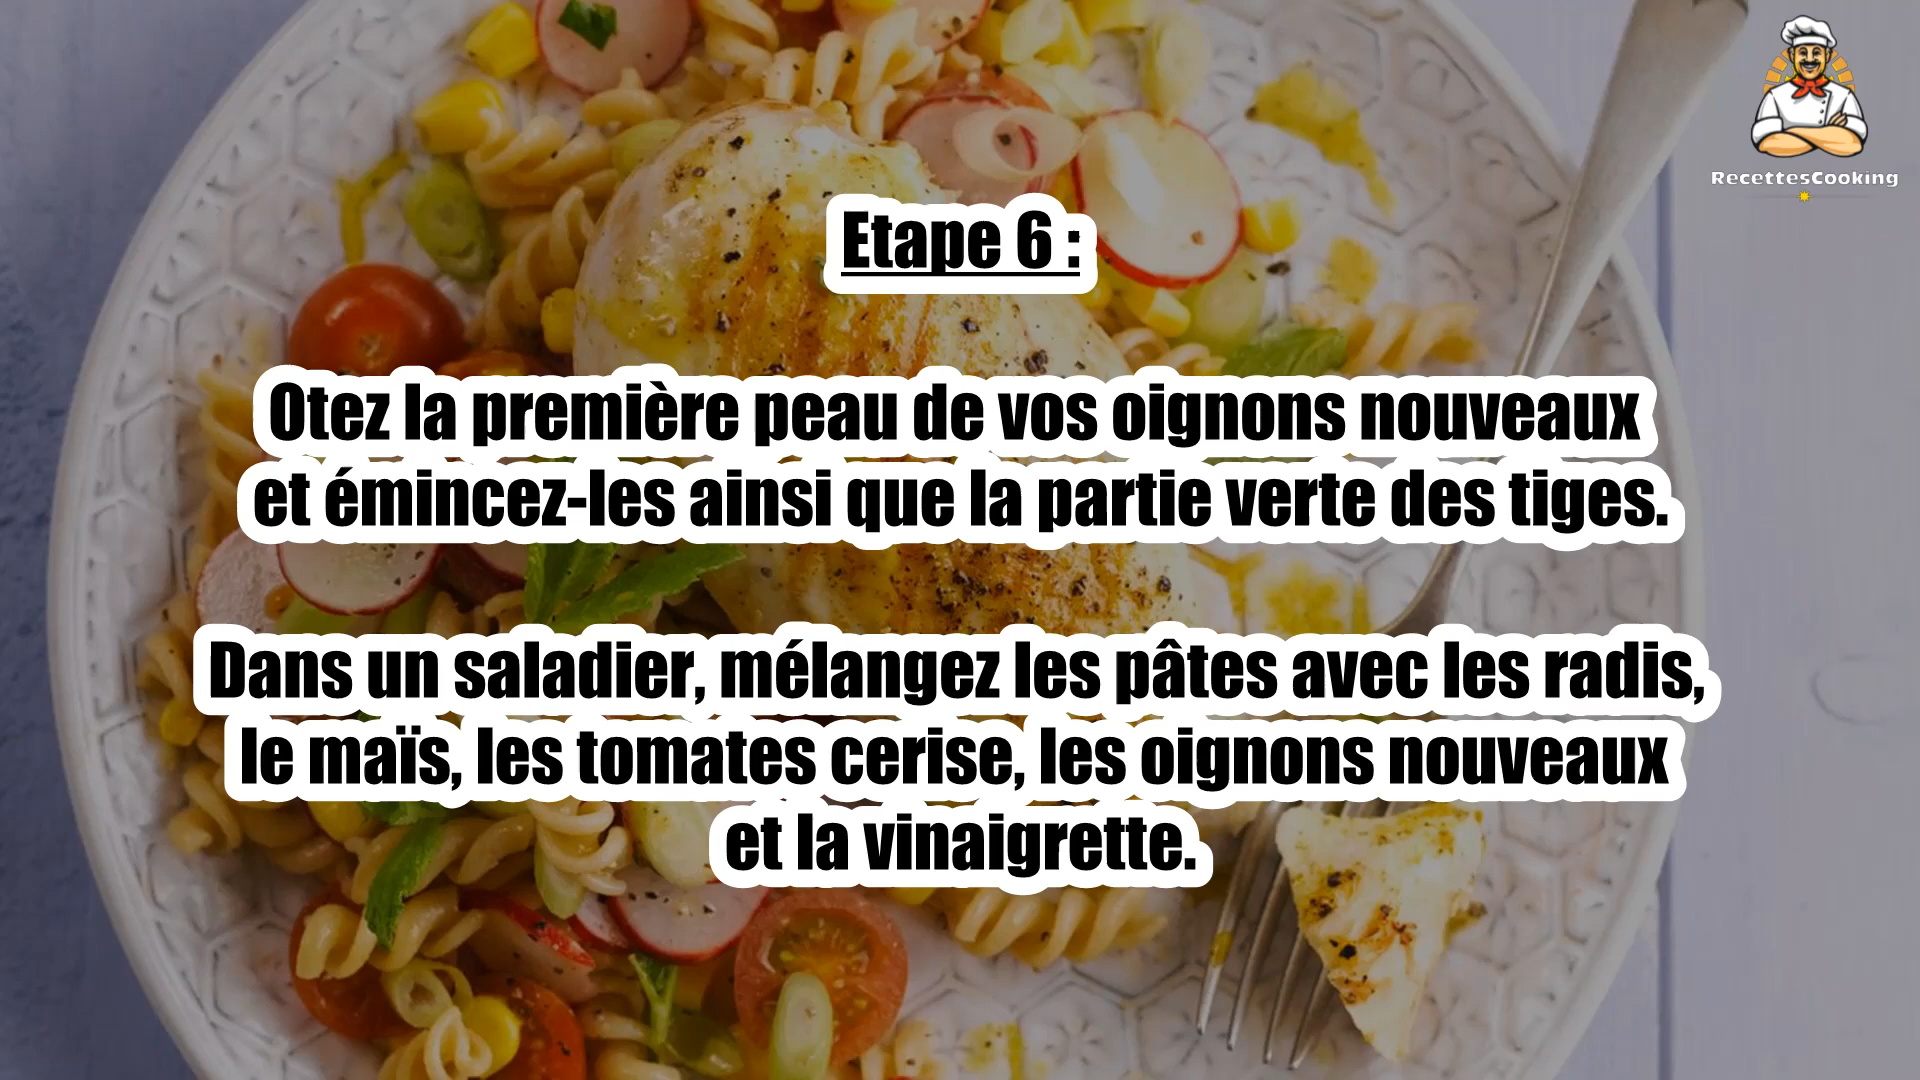 RecettesCooking
Etape 6 :
Otez la première peau de vos oignons nouveaux
et émincez-les ainsi que la partie verte des tiges.
Dans un saladier, mélangez les pâtes avec les radis,
le maïs, les tomates cerise, les oignons nouveaux
et la vinaigrette.